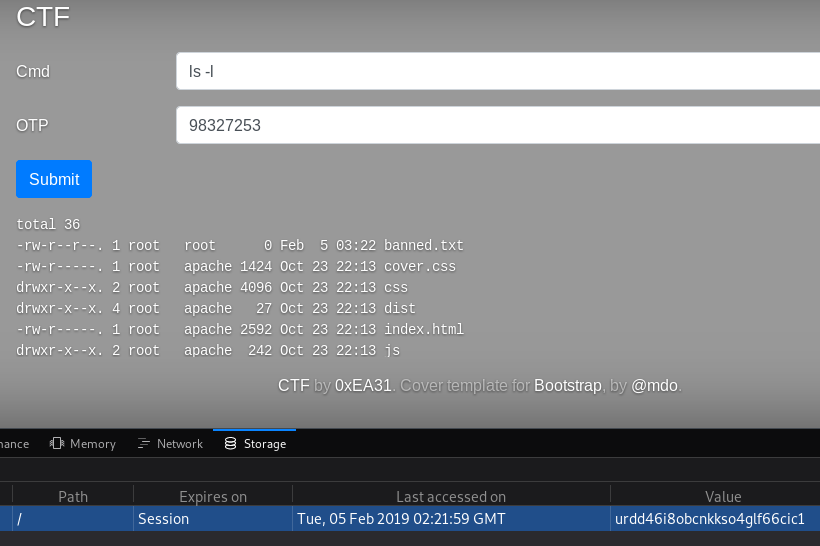 CTF
Cmd ls -l
OTP 98327253
Submit
total 36
-rw-r--r--. 1 root   root      0 Feb  5 03:22 banned.txt
-rw-r-----. 1 root   apache 1424 Oct 23 22:13 cover.css
drwxr-x--x. 2 root   apache 4096 Oct 23 22:13 css
drwxr-x--x. 4 root   apache   27 Oct 23 22:13 dist
-rw-r-----. 1 root   apache 2592 Oct 23 22:13 index.html
drwxr-x--x. 2 root   apache  242 Oct 23 22:13 js
CTF by 0xEA31. Cover template for Bootstrap, by @mdo.
nance Memory Network Storage
Path Expires on Last accessed on Value
/ Session Tue, 05 Feb 2019 02:21:59 GMT urdd46i8obcnkkso4glf66cic1